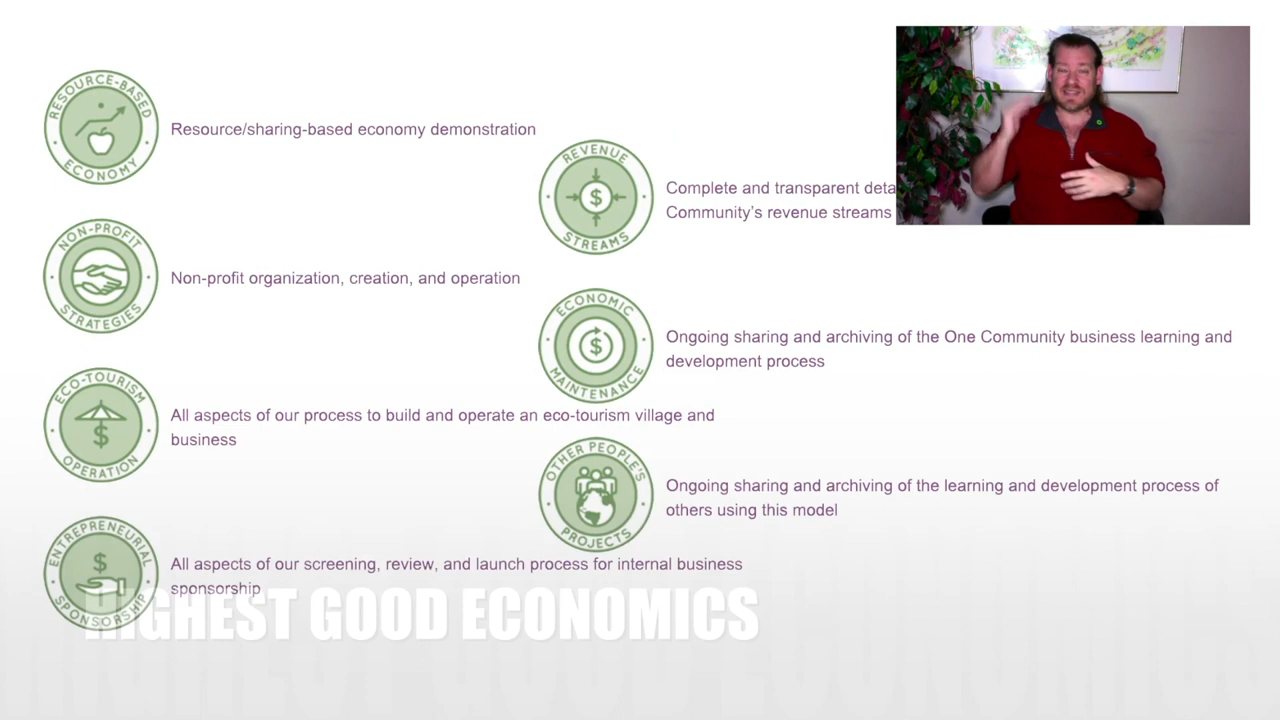 RESOURCE-BASED
ECONOMY
Resource/sharing-based economy demonstration
REVENUE
STREAMS
Complete and transparent
Community's revenue streams
NON-PROFIT
STRATEGIES
Non-profit organization, creation, and operation
ECONOMIC
MAINTENANCE
Ongoing sharing and archiving of the One Community business learning and
development process
ECO-TOURISM
OPERATION
All aspects of our process to build and operate an eco-tourism village and
business
OTHER PEOPLE'S
PROJECTS
Ongoing sharing and archiving of the learning and development process of
others using this model
ENTREPRENEURIAL
SPONSORSHIP
All aspects of our screening, review, and launch process for internal business
sponsorship
HIGHEST GOOD ECONOMICS